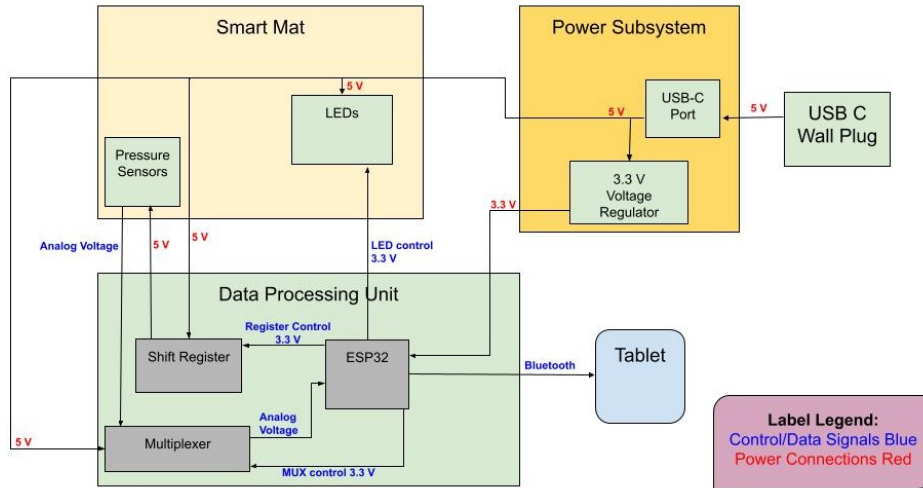 Smart Mat
Power Subsystem
5 V
LEDs
USB-C
Port
5 V
5 V
USB C
Wall Plug
Pressure
Sensors
3.3 V
Voltage
Regulator
3.3 V
Analog Voltage
5 V
5 V
LED control
3.3 V
Data Processing Unit
Register Control
3.3 V
Shift Register
ESP32
Bluetooth
Tablet
Analog
Voltage
5 V
Multiplexer
MUX control 3.3 V
Label Legend:
Control/Data Signals Blue
Power Connections Red